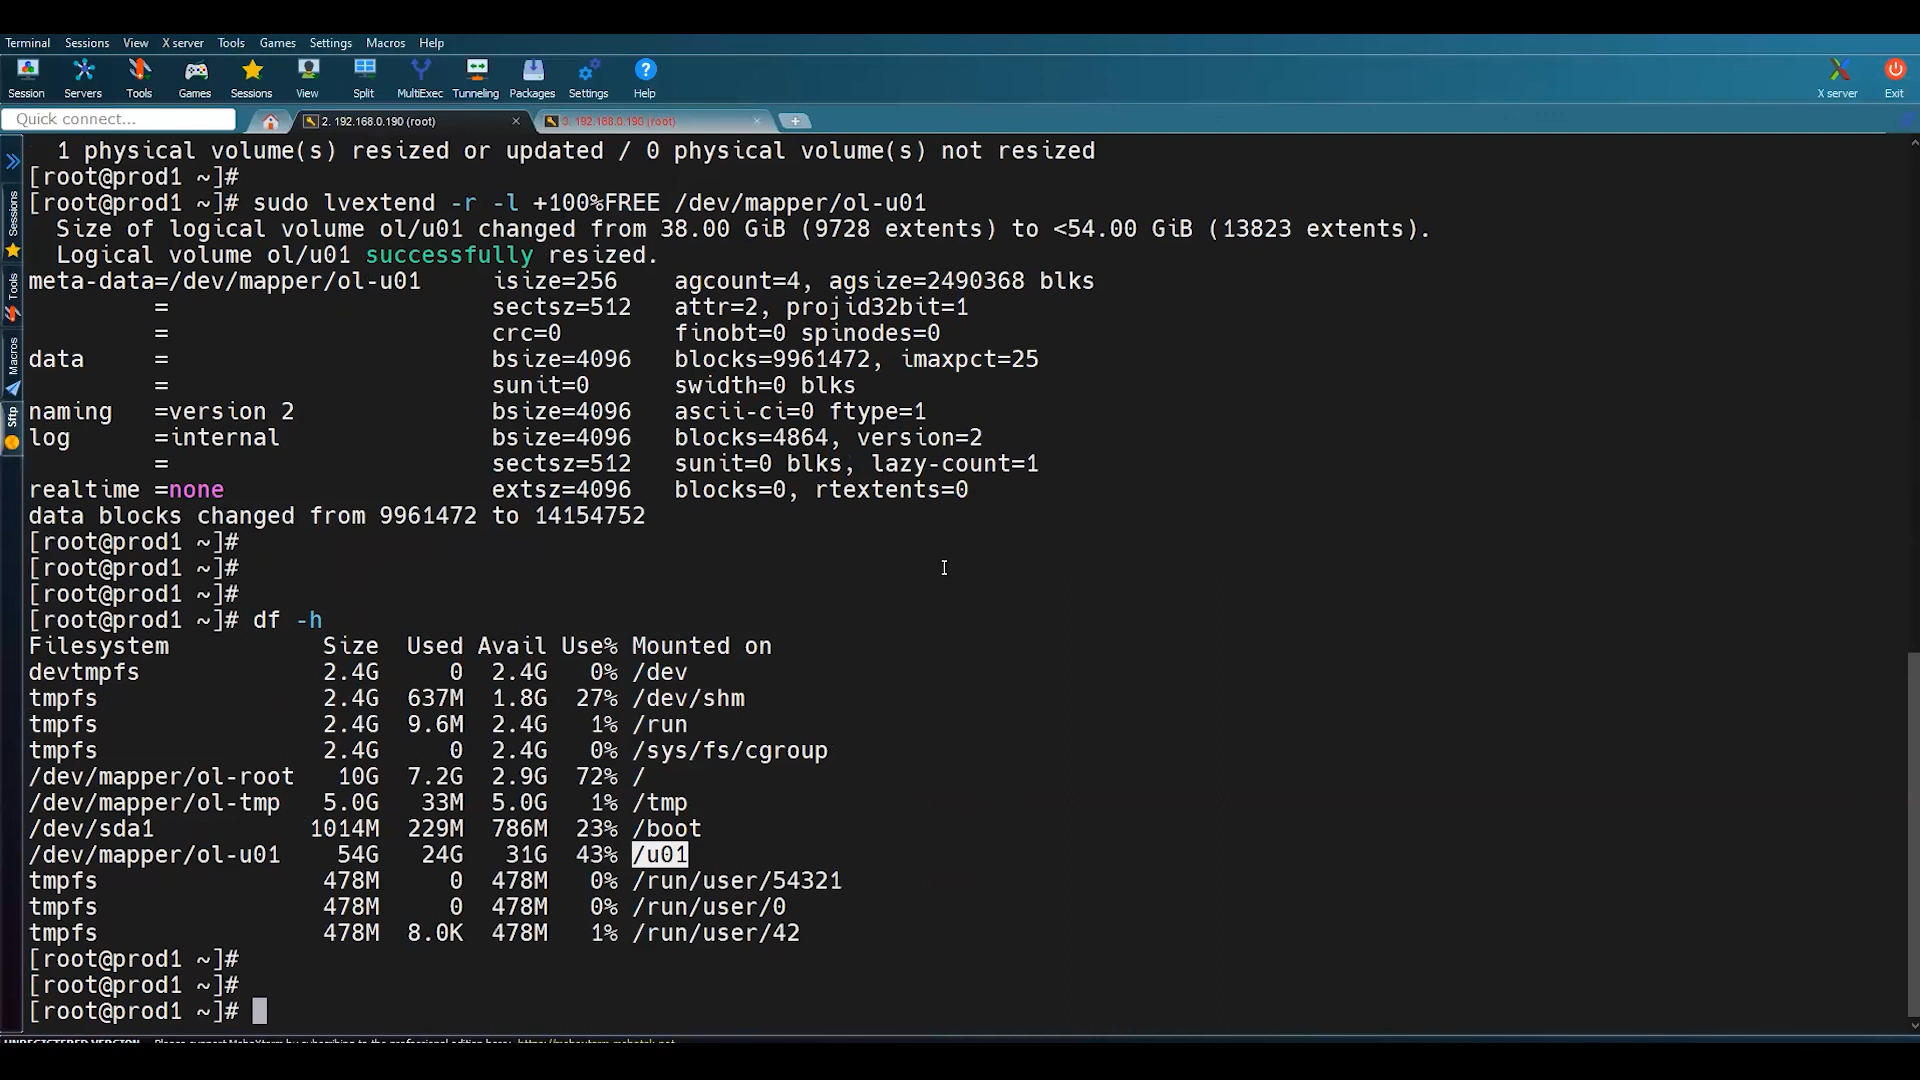 Terminal Sessions View X server Tools Games Settings Macros Help
Session Servers Tools Games Sessions View Split MultiExec Tunneling Packages Settings Help X server Exit
Quick connect... 2. 192.168.0.190 (root) 3. 192.168.0.190 (root)
Sessions
Tools
Macros
Sftp
1 physical volume(s) resized or updated / 0 physical volume(s) not resized
[root@prod1 ~]#
[root@prod1 ~]# sudo lvextend -r -l +100%FREE /dev/mapper/ol-u01
Size of logical volume ol/u01 changed from 38.00 GiB (9728 extents) to <54.00 GiB (13823 extents).
Logical volume ol/u01 successfully resized.
meta-data=/dev/mapper/ol-u01 isize=256 agcount=4, agsize=2490368 blks
= sectsz=512 attr=2, projid32bit=1
= crc=0 finobt=0 spinodes=0
data = bsize=4096 blocks=9961472, imaxpct=25
= sunit=0 swidth=0 blks
naming =version 2 bsize=4096 ascii-ci=0 ftype=1
log =internal bsize=4096 blocks=4864, version=2
= sectsz=512 sunit=0 blks, lazy-count=1
realtime =none extsz=4096 blocks=0, rtextents=0
data blocks changed from 9961472 to 14154752
[root@prod1 ~]#
[root@prod1 ~]#
[root@prod1 ~]#
[root@prod1 ~]# df -h
Filesystem Size Used Avail Use% Mounted on
devtmpfs 2.4G 0 2.4G 0% /dev
tmpfs 2.4G 637M 1.8G 27% /dev/shm
tmpfs 2.4G 9.6M 2.4G 1% /run
tmpfs 2.4G 0 2.4G 0% /sys/fs/cgroup
/dev/mapper/ol-root 10G 7.2G 2.9G 72% /
/dev/mapper/ol-tmp 5.0G 33M 5.0G 1% /tmp
/dev/sda1 1014M 229M 786M 23% /boot
/dev/mapper/ol-u01 54G 24G 31G 43% /u01
tmpfs 478M 0 478M 0% /run/user/54321
tmpfs 478M 0 478M 0% /run/user/0
tmpfs 478M 8.0K 478M 1% /run/user/42
[root@prod1 ~]#
[root@prod1 ~]#
[root@prod1 ~]#